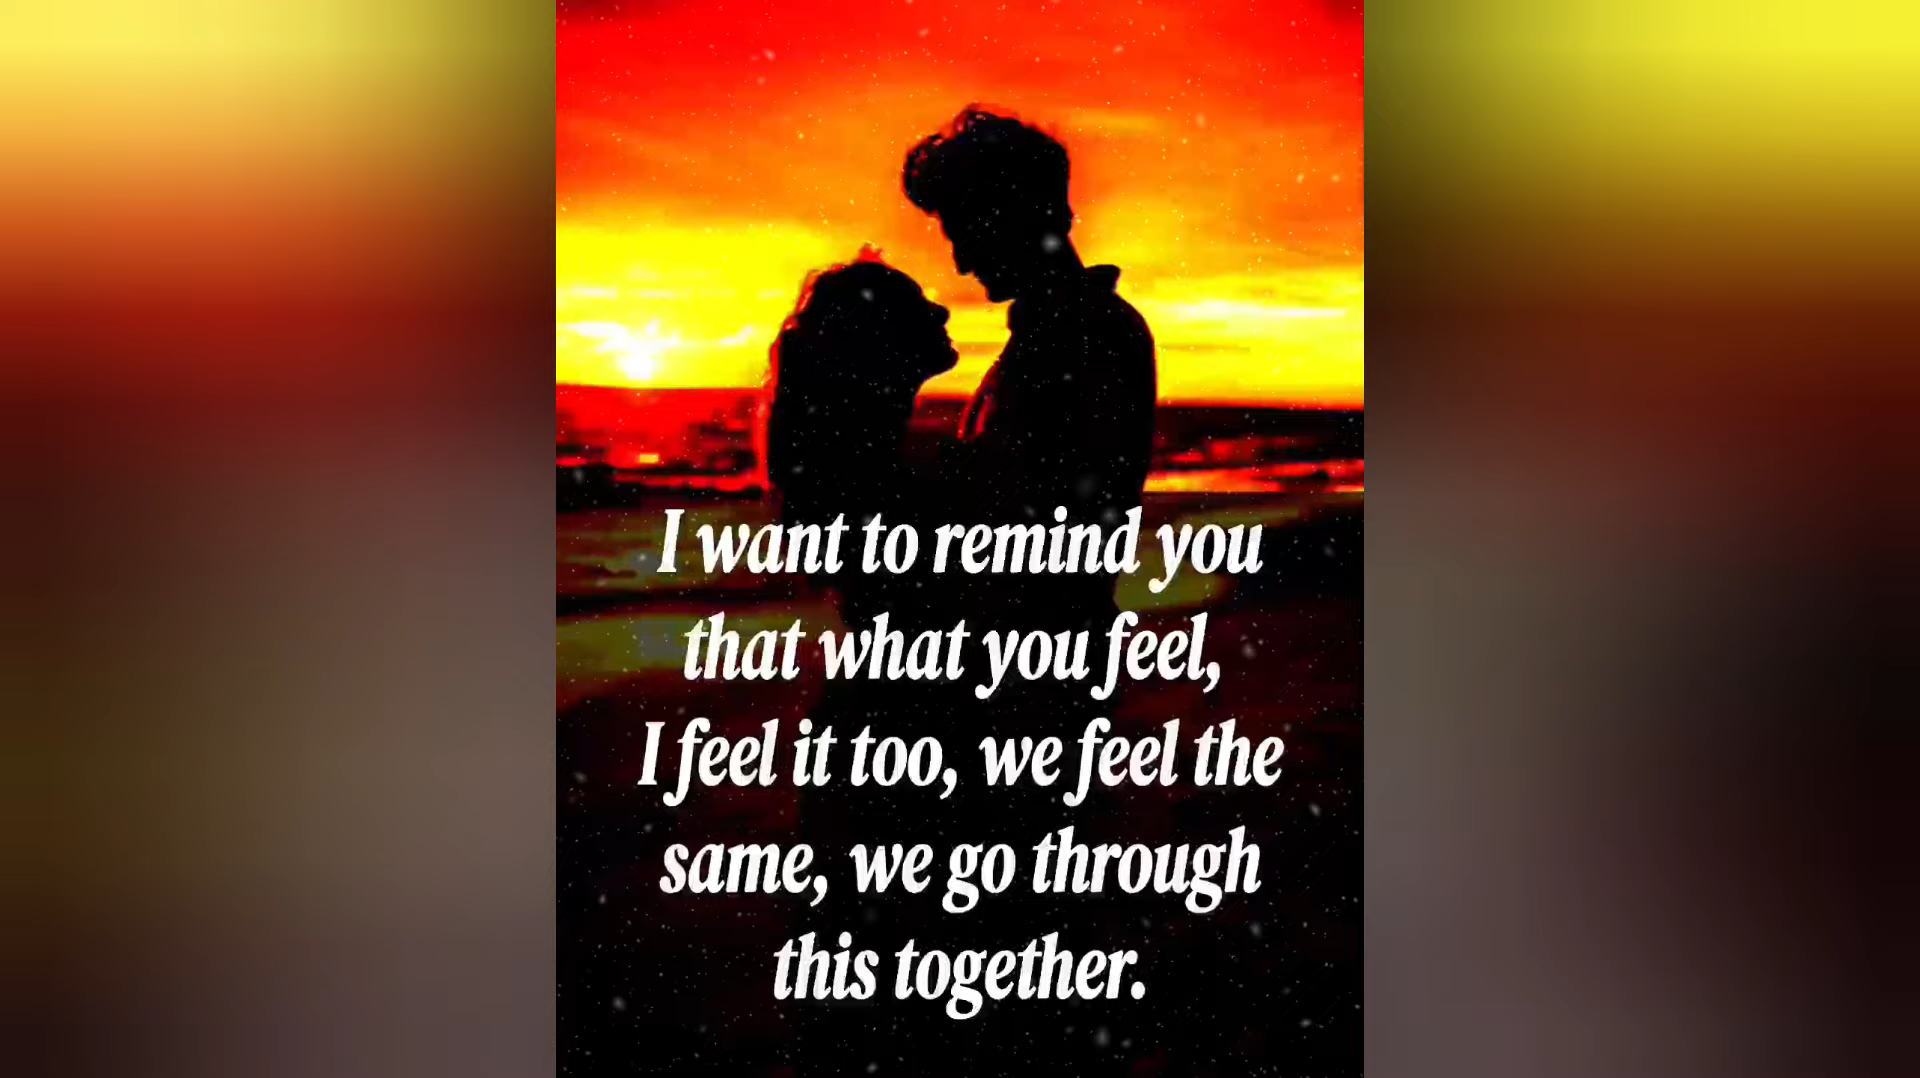 I want to remind you
that what you feel,
I feel it too, we feel the
same, we go through
this together.